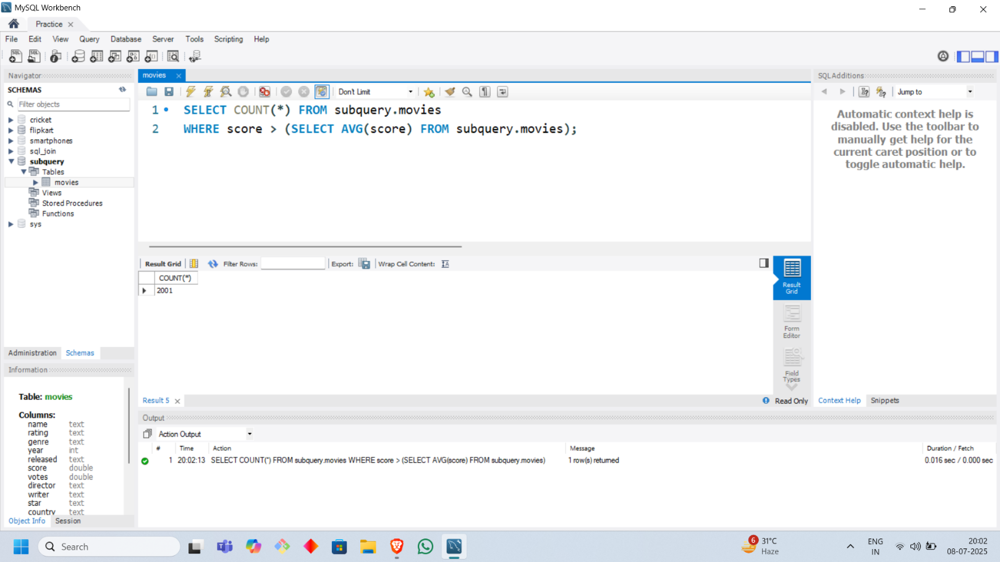 MySQL Workbench
Practice
File Edit View Query Database Server Tools Scripting Help
Navigator
SCHEMAS
Filter objects
cricket
flipkart
smartphones
sql_join
subquery
Tables
movies
Views
Stored Procedures
Functions
sys
Administration Schemas
Information
Table: movies
Columns:
name text
rating text
genre text
year int
released text
score double
votes double
director text
writer text
star text
country text
Object Info Session
movies
Don't Limit
1 SELECT COUNT(*) FROM subquery.movies
2 WHERE score > (SELECT AVG(score) FROM subquery.movies);
Result Grid Filter Rows: Export: Wrap Cell Content:
COUNT(*)
2001
Result
Grid
Form
Editor
Field
Types
Result 5
Read Only
Output
Action Output
# Time Action Message Duration / Fetch
1 20:02:13 SELECT COUNT(*) FROM subquery.movies WHERE score > (SELECT AVG(score) FROM subquery.movies) 1 row(s) returned 0.016 sec / 0.000 sec
SQLAdditions
Jump to
Automatic context help is
disabled. Use the toolbar to
manually get help for the
current caret position or to
toggle automatic help.
Context Help Snippets
Search
6
31°C
Haze
ENG
IN
20:02
08-07-2025